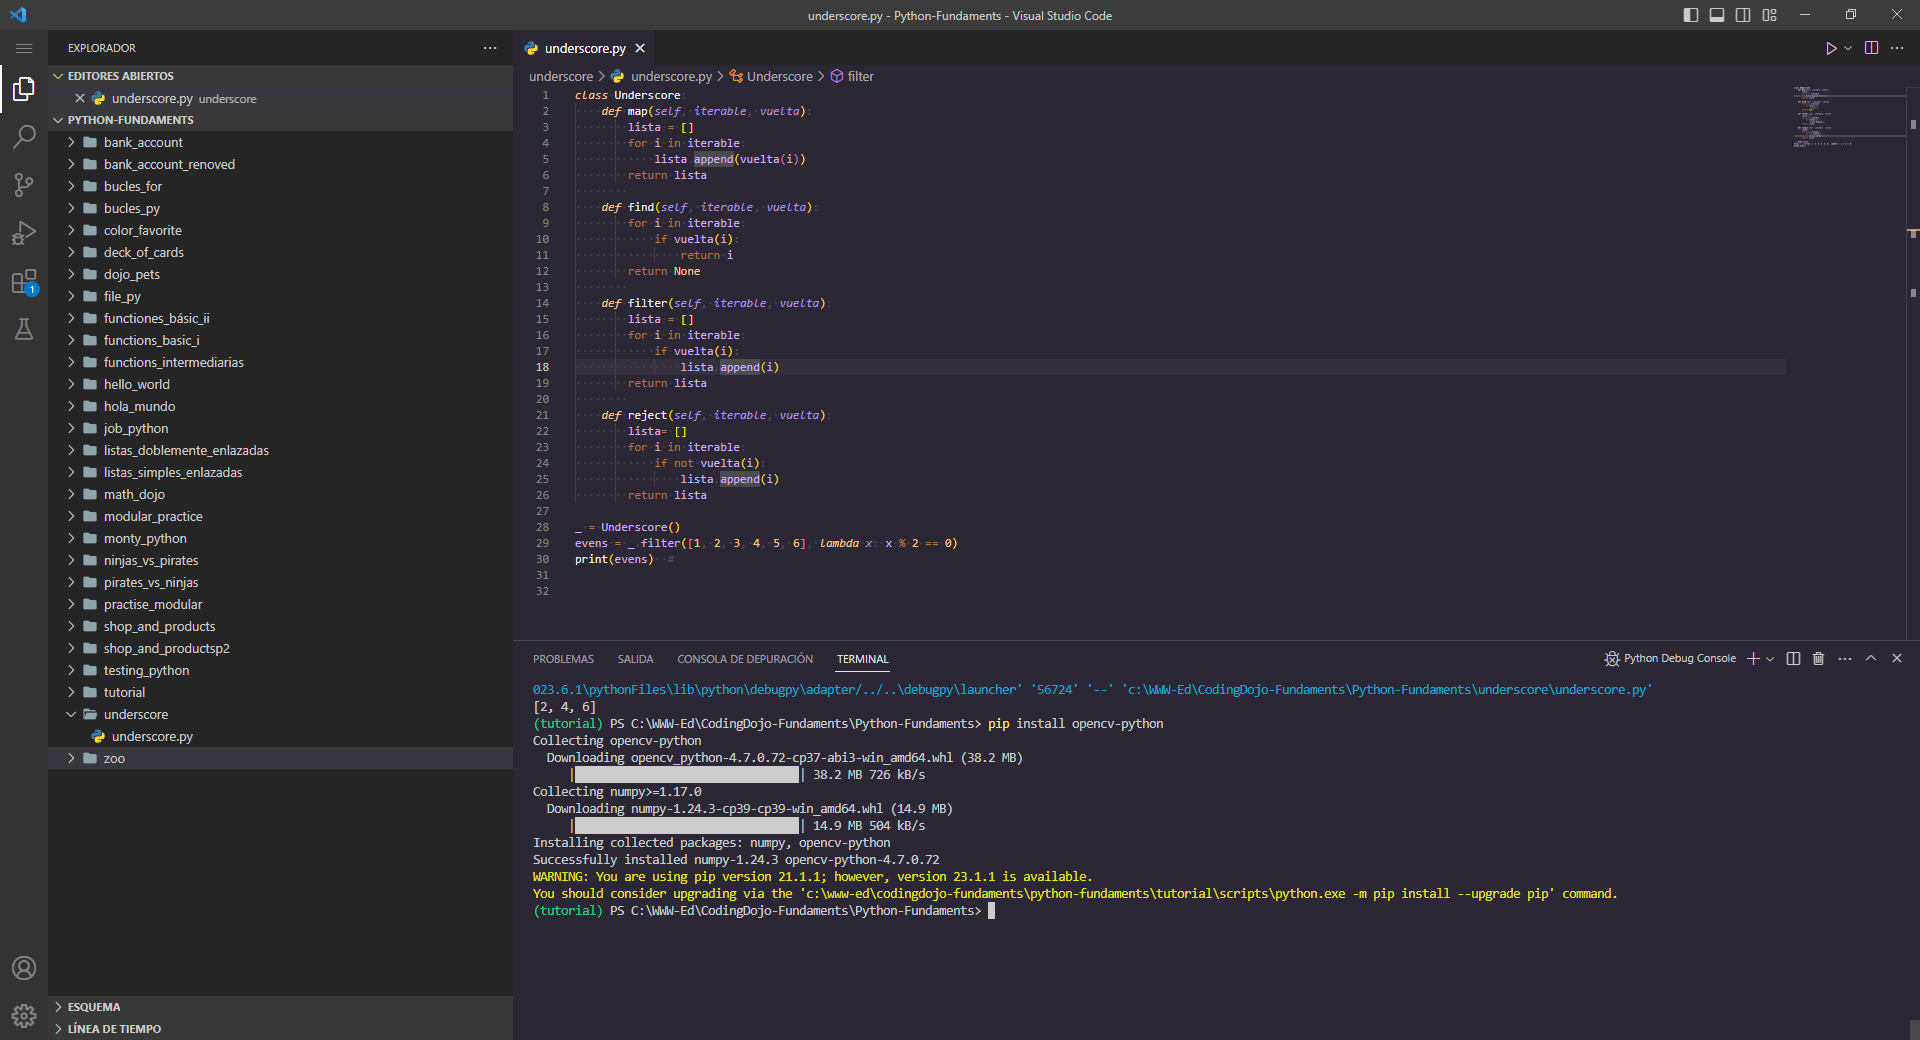 underscore.py - Python-Fundaments - Visual Studio Code
EXPLORADOR
EDITORES ABIERTOS
underscore.py underscore
PYTHON-FUNDAMENTS
bank_account
bank_account_renoved
bucles_for
bucles_py
color_favorite
deck_of_cards
dojo_pets
file_py
functiones_básic_ii
functions_basic_i
functions_intermediarias
hello_world
hola_mundo
job_python
listas_doblemente_enlazadas
listas_simples_enlazadas
math_dojo
modular_practice
monty_python
ninjas_vs_pirates
pirates_vs_ninjas
practise_modular
shop_and_products
shop_and_productsp2
testing_python
tutorial
underscore
underscore.py
zoo
ESQUEMA
LÍNEA DE TIEMPO
1
underscore.py
underscore > underscore.py > Underscore > filter
1 class Underscore:
2 def map(self, iterable, vuelta):
3 lista = []
4 for i in iterable:
5 lista.append(vuelta(i))
6 return lista
7
8 def find(self, iterable, vuelta):
9 for i in iterable:
10 if vuelta(i):
11 return i
12 return None
13
14 def filter(self, iterable, vuelta):
15 lista = []
16 for i in iterable:
17 if vuelta(i):
18 lista.append(i)
19 return lista
20
21 def reject(self, iterable, vuelta):
22 lista= []
23 for i in iterable:
24 if not vuelta(i):
25 lista.append(i)
26 return lista
27
28 _ = Underscore()
29 evens = _.filter([1, 2, 3, 4, 5, 6], lambda x: x % 2 == 0)
30 print(evens)  #
31
32
PROBLEMAS SALIDA CONSOLA DE DEPURACIÓN TERMINAL
Python Debug Console
023.6.1\pythonFiles\lib\python\debugpy\adapter/../..\debugpy\launcher' '56724' '--' 'c:\WWW-Ed\CodingDojo-Fundaments\Python-Fundaments\underscore\underscore.py'
[2, 4, 6]
(tutorial) PS C:\WWW-Ed\CodingDojo-Fundaments\Python-Fundaments> pip install opencv-python
Collecting opencv-python
Downloading opencv_python-4.7.0.72-cp37-abi3-win_amd64.whl (38.2 MB)
| | 38.2 MB 726 kB/s
Collecting numpy>=1.17.0
Downloading numpy-1.24.3-cp39-cp39-win_amd64.whl (14.9 MB)
| | 14.9 MB 504 kB/s
Installing collected packages: numpy, opencv-python
Successfully installed numpy-1.24.3 opencv-python-4.7.0.72
WARNING: You are using pip version 21.1.1; however, version 23.1.1 is available.
You should consider upgrading via the 'c:\www-ed\codingdojo-fundaments\python-fundaments\tutorial\scripts\python.exe -m pip install --upgrade pip' command.
(tutorial) PS C:\WWW-Ed\CodingDojo-Fundaments\Python-Fundaments>